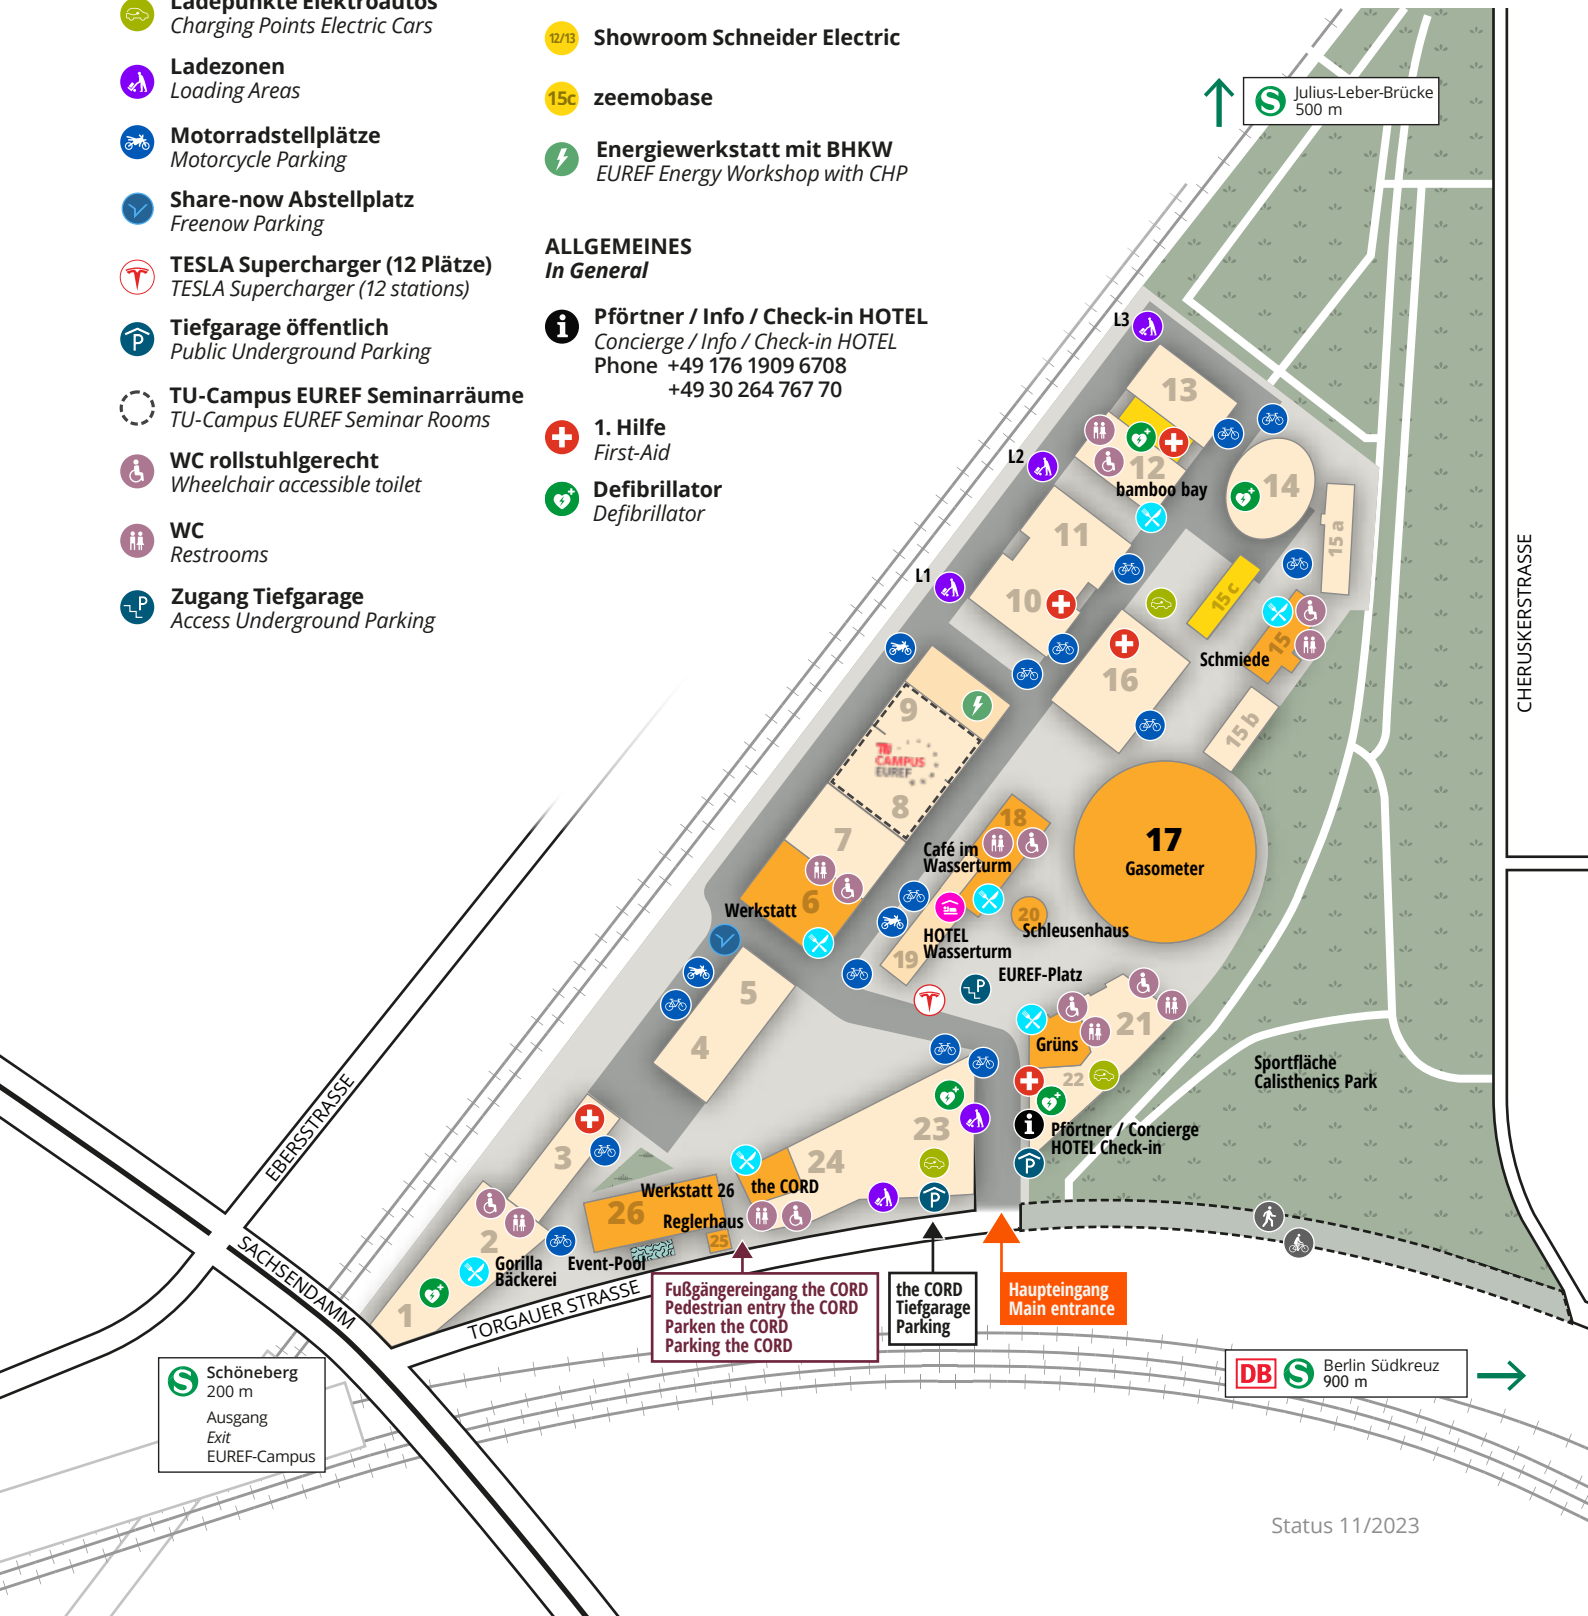 Ladepunkte Elektroautos
Charging Points Electric Cars
Ladezonen
Loading Areas
Motorradstellplätze
Motorcycle Parking
Share-now Abstellplatz
Freenow Parking
TESLA Supercharger (12 Plätze)
TESLA Supercharger (12 stations)
P
Tiefgarage öffentlich
Public Underground Parking
TU-Campus EUREF Seminarräume
TU-Campus EUREF Seminar Rooms
WC rollstuhlgerecht
Wheelchair accessible toilet
WC
Restrooms
P
Zugang Tiefgarage
Access Underground Parking
12/13
Showroom Schneider Electric
15c
zeemobase
Energiewerkstatt mit BHKW
EUREF Energy Workshop with CHP
ALLGEMEINES
In General
i
Pförtner / Info / Check-in HOTEL
Concierge / Info / Check-in HOTEL
Phone +49 176 1909 6708
+49 30 264 767 70
1. Hilfe
First-Aid
Defibrillator
Defibrillator
S
Julius-Leber-Brücke
500 m
L3
13
L2
12
bamboo bay
14
15 a
CHERUSKERSTRASSE
11
L1
10
15 c
15
Schmiede
16
15 b
9
TU
CAMPUS
EUREF
8
7
18
Café im
Wasserturm
17
Gasometer
6
Werkstatt
20
Schleusenhaus
HOTEL
Wasserturm
19
EUREF-Platz
P
5
4
21
Grüns
22
Sportfläche
Calisthenics Park
23
i
Pförtner / Concierge
HOTEL Check-in
P
3
24
the CORD
Werkstatt 26
26
Reglerhaus
25
P
EBERSSTRASSE
2
Gorilla
Bäckerei
Event-Pool
1
SACHSENDAMM
TORGAUER STRASSE
Fußgängereingang the CORD
Pedestrian entry the CORD
Parken the CORD
Parking the CORD
the CORD
Tiefgarage
Parking
Haupteingang
Main entrance
S
Schöneberg
200 m
Ausgang
Exit
EUREF-Campus
DB
S
Berlin Südkreuz
900 m
Status 11/2023